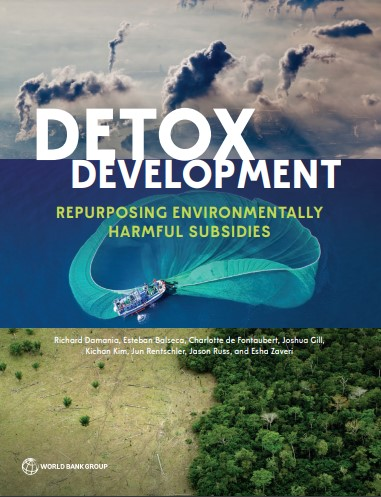 DETOX
DEVELOPMENT
REPURPOSING ENVIRONMENTALLY
HARMFUL SUBSIDIES
Richard Damania, Esteban Balseca, Charlotte de Fontaubert, Joshua Gill,
Kichan Kim, Jun Rentschler, Jason Russ, and Esha Zaveri
WORLD BANK GROUP